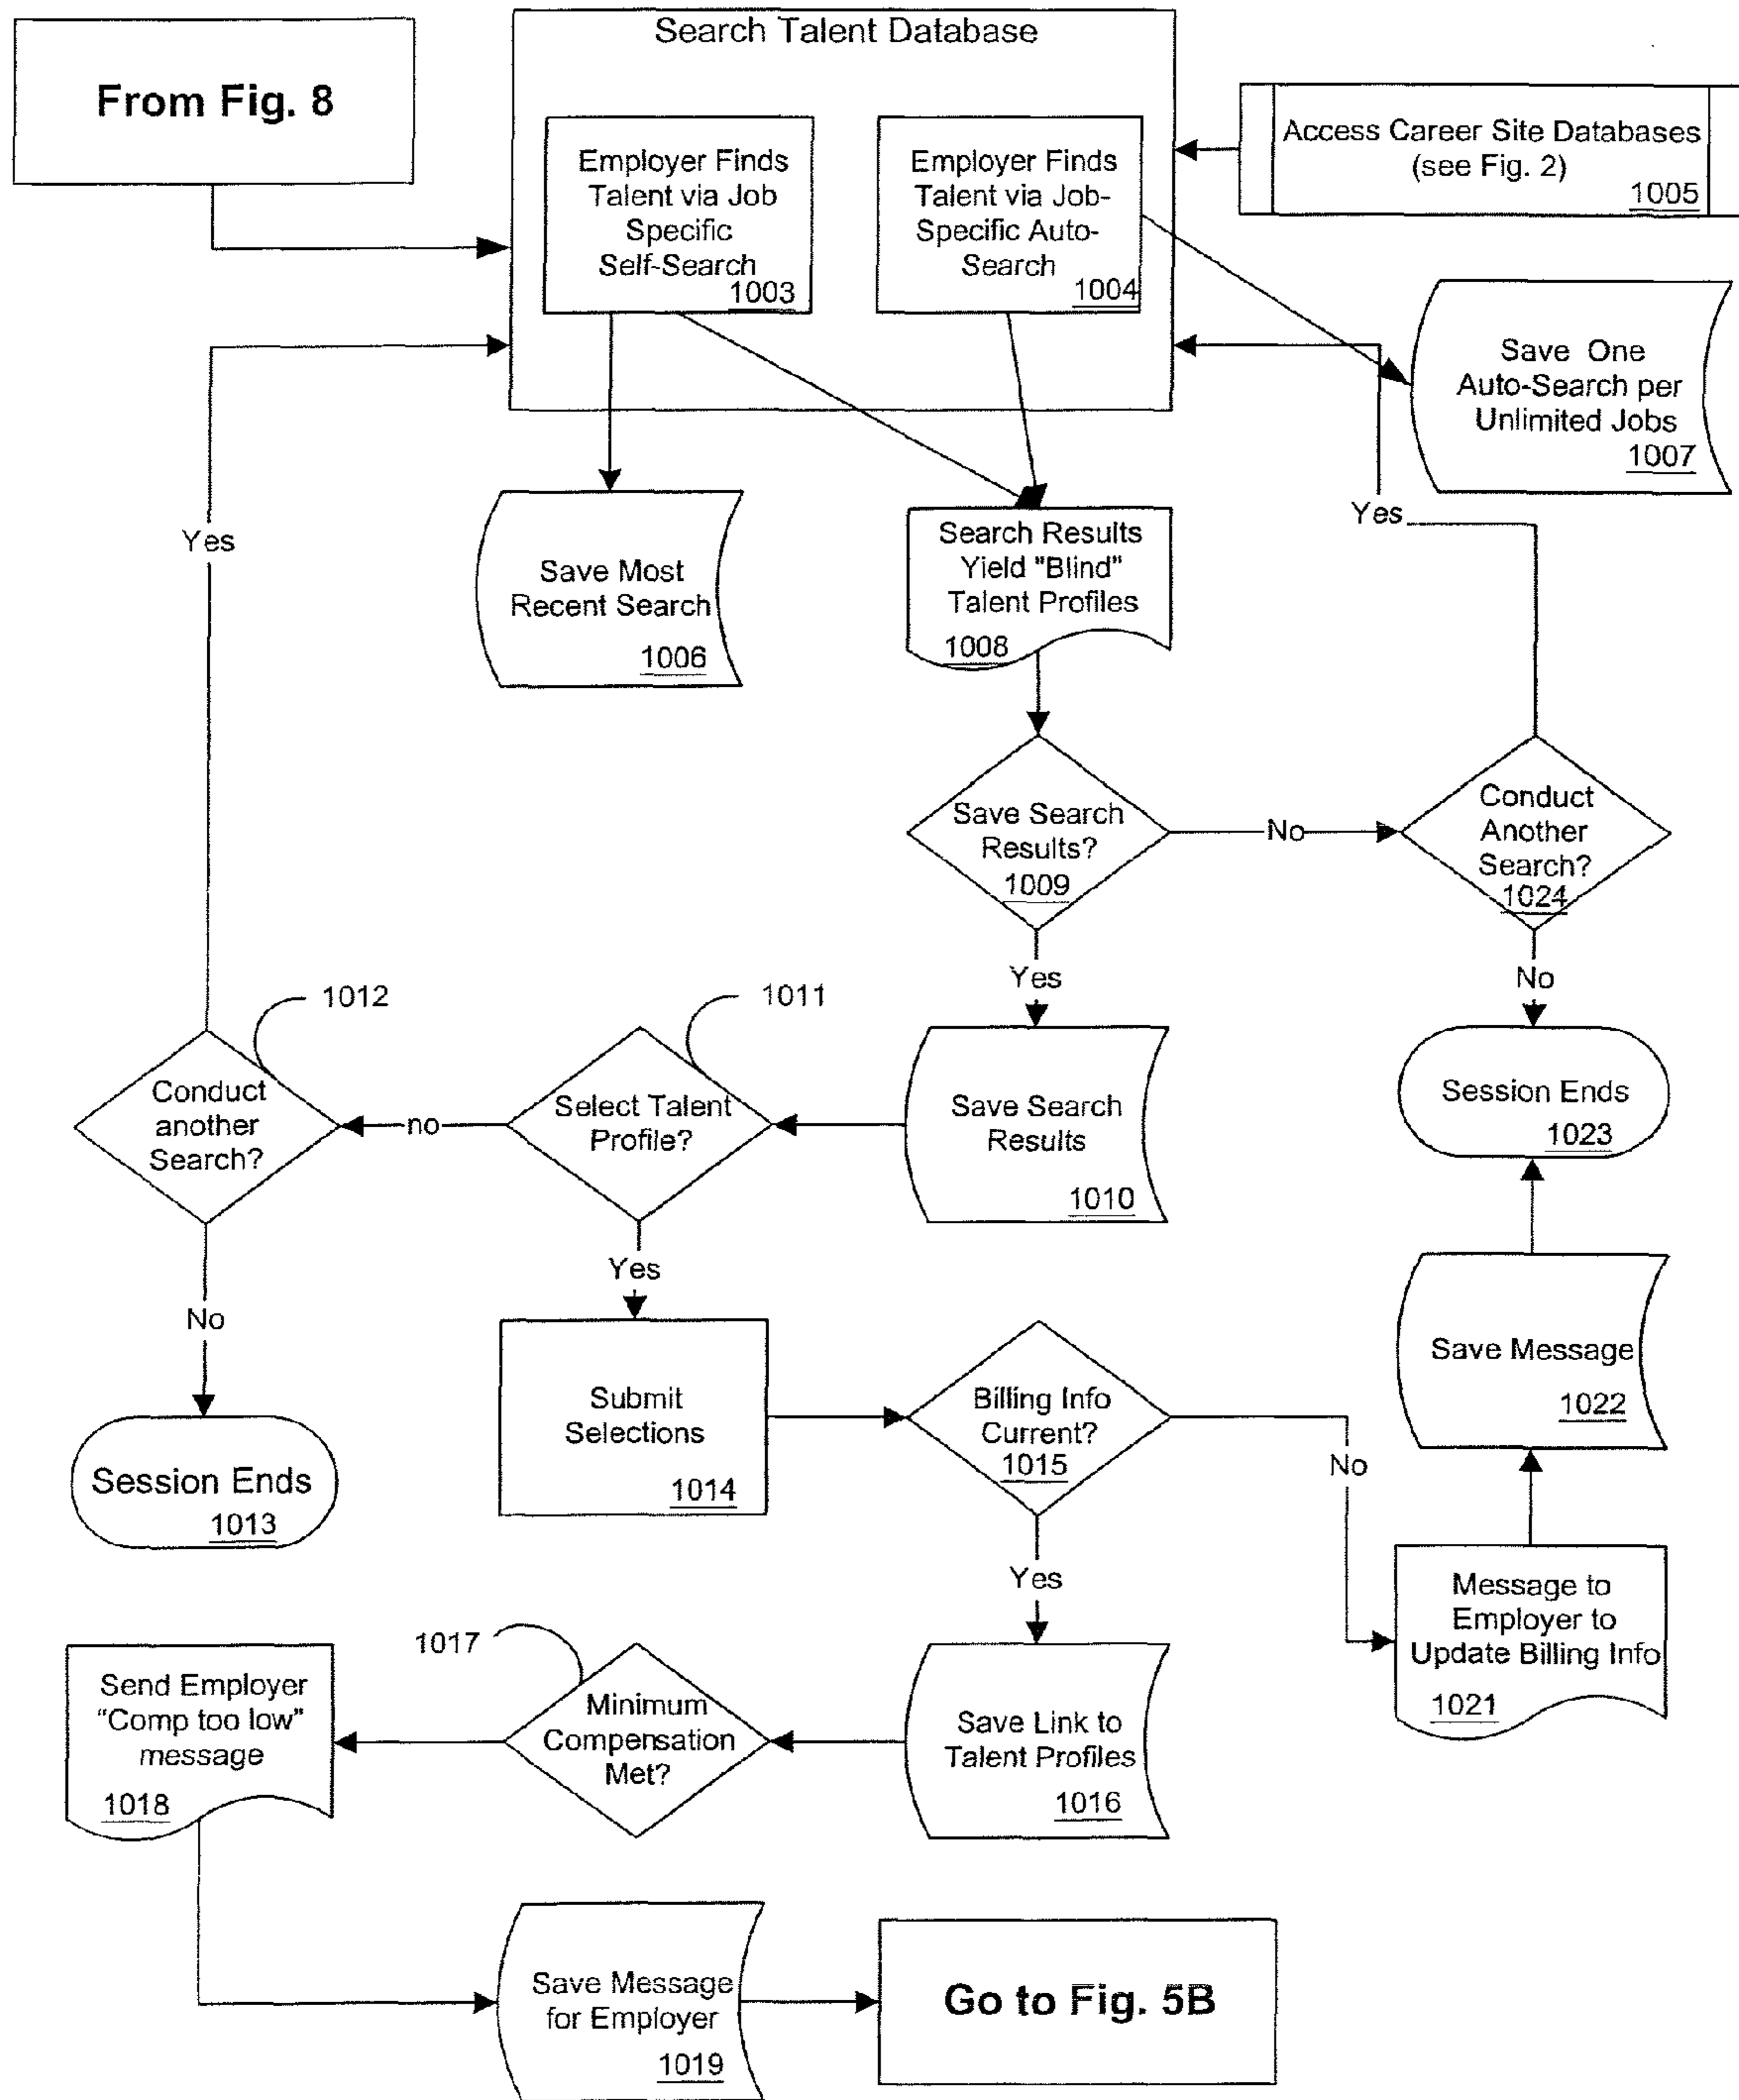 From Fig. 8
Search Talent Database
Employer Finds
Talent via Job
Specific
Self-Search
1003
Employer Finds
Talent via Job-
Specific Auto-
Search
1004
Access Career Site Databases
(see Fig. 2)
1005
Save One
Auto-Search per
Unlimited Jobs
1007
Yes
Yes
Save Most
Recent Search
1006
Search Results
Yield "Blind"
Talent Profiles
1008
Save Search
Results?
1009
No
Conduct
Another
Search?
1024
Yes
No
1012
1011
Conduct
another
Search?
no
Select Talent
Profile?
Save Search
Results
1010
Session Ends
1023
Yes
No
Submit
Selections
1014
Billing Info
Current?
1015
No
Save Message
1022
Session Ends
1013
Yes
Message to
Employer to
Update Billing Info
1021
1017
Send Employer
“Comp too low”
message
1018
Minimum
Compensation
Met?
Save Link to
Talent Profiles
1016
Save Message
for Employer
1019
Go to Fig. 5B